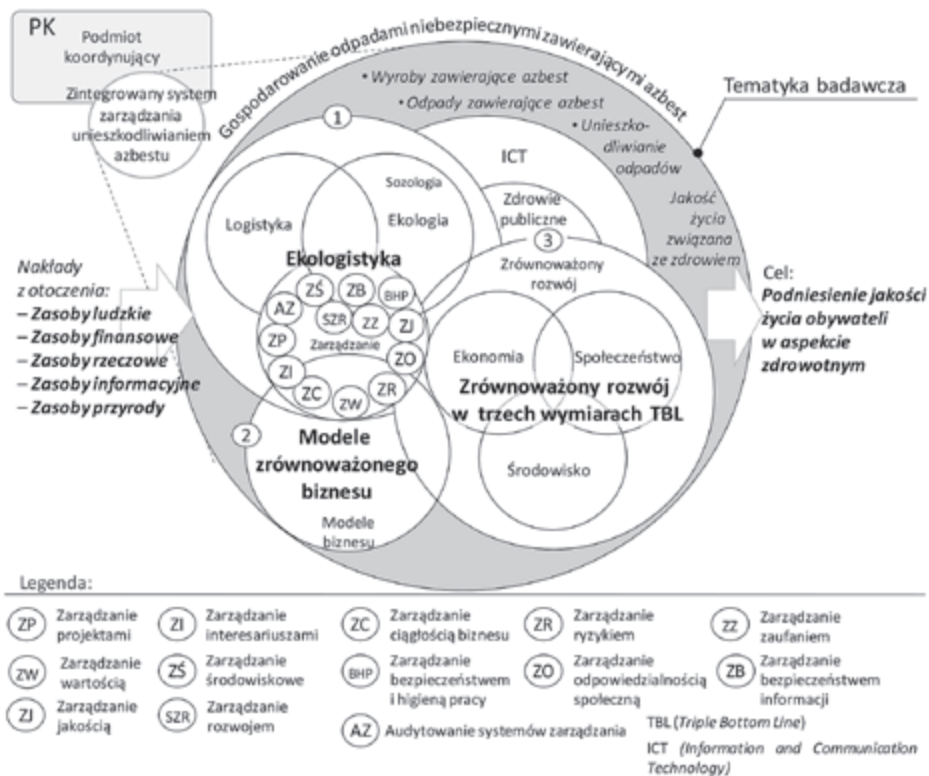 PK
Podmiot
koordynujący
Zintegrowany system
zarządzania
unieszkodliwianiem
azbestu
Gospodarowanie odpadami niebezpiecznymi zawierającymi azbest
• Wyroby zawierające azbest
• Odpady zawierające azbest
• Unieszko-
dliwianie
odpadów
Jakość
życia
związana
ze zdrowiem
Tematyka badawcza
1
ICT
Sozologia
Logistyka
Ekologia
Zdrowie
publiczne
3
Ekologistyka
Zrównoważony
rozwój
Nakłady
z otoczenia:
– Zasoby ludzkie
– Zasoby finansowe
– Zasoby rzeczowe
– Zasoby informacyjne
– Zasoby przyrody
ZŚ
ZB
BHP
AZ
SZR
ZZ
ZJ
ZP
Zarządzanie
ZO
ZI
ZC
ZW
ZR
Cel:
Podniesienie jakości
życia obywateli
w aspekcie
zdrowotnym
Ekonomia
Społeczeństwo
Zrównoważony rozwój
w trzech wymiarach TBL
Środowisko
2
Modele
zrównoważonego
biznesu
Modele
biznesu
Legenda:
ZP
Zarządzanie
projektami
ZI
Zarządzanie
interesariuszami
ZC
Zarządzanie
ciągłością biznesu
ZR
Zarządzanie
ryzykiem
ZZ
Zarządzanie
zaufaniem
ZW
Zarządzanie
wartością
ZŚ
Zarządzanie
środowiskowe
BHP
Zarządzanie
bezpieczeństwem
i higieną pracy
ZO
Zarządzanie
odpowiedzialnością
społeczną
ZB
Zarządzanie
bezpieczeństwem
informacji
ZJ
Zarządzanie
jakością
SZR
Zarządzanie
rozwojem
AZ
Audytowanie systemów zarządzania
TBL (Triple Bottom Line)
ICT (Information and Communication
Technology)